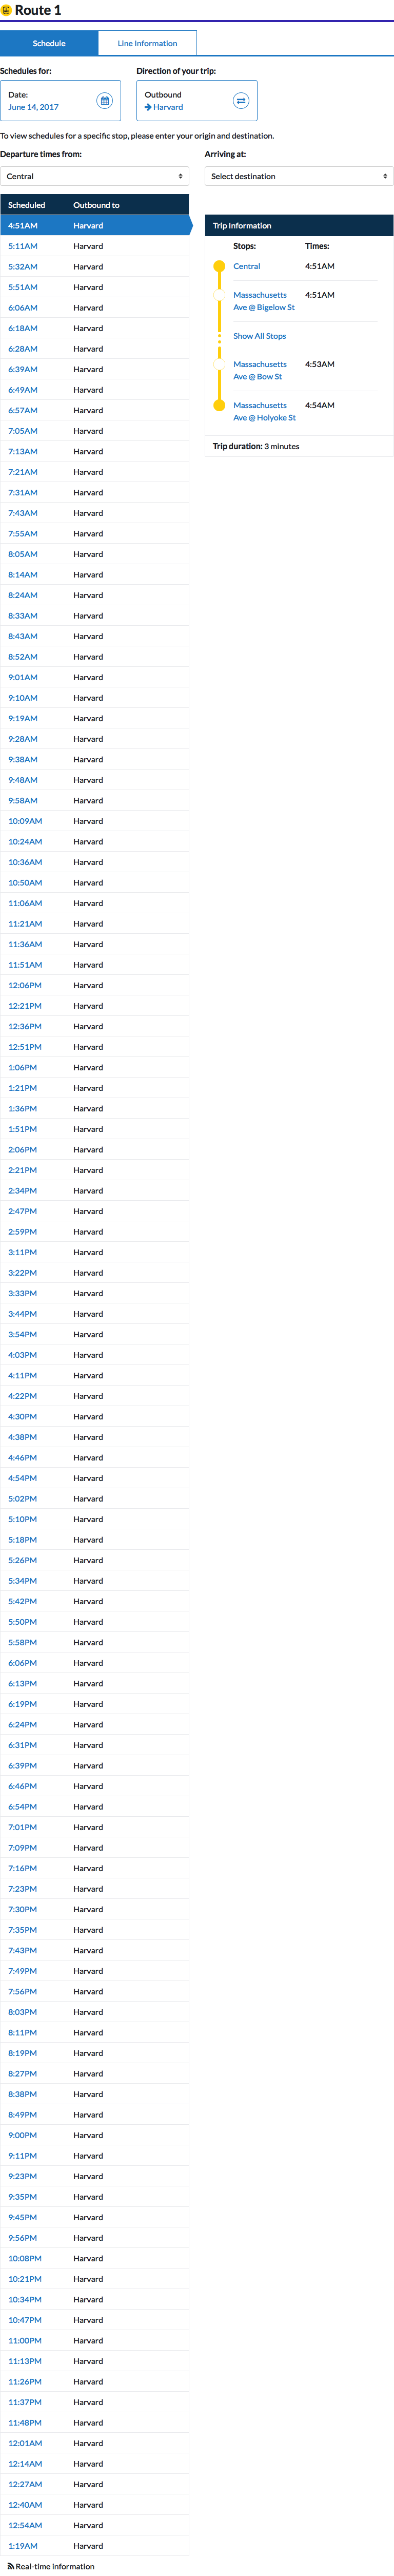 Route 1
Schedule
Line Information
Schedules for:
Direction of your trip:
Date:
June 14, 2017
Outbound
Harvard
To view schedules for a specific stop, please enter your origin and destination.
Departure times from:
Arriving at:
Central
Select destination
Scheduled Outbound to
4:51AM Harvard
5:11AM Harvard
5:32AM Harvard
5:51AM Harvard
6:06AM Harvard
6:18AM Harvard
6:28AM Harvard
6:39AM Harvard
6:49AM Harvard
6:57AM Harvard
7:05AM Harvard
7:13AM Harvard
7:21AM Harvard
7:31AM Harvard
7:43AM Harvard
7:55AM Harvard
8:05AM Harvard
8:14AM Harvard
8:24AM Harvard
8:33AM Harvard
8:43AM Harvard
8:52AM Harvard
9:01AM Harvard
9:10AM Harvard
9:19AM Harvard
9:28AM Harvard
9:38AM Harvard
9:48AM Harvard
9:58AM Harvard
10:09AM Harvard
10:24AM Harvard
10:36AM Harvard
10:50AM Harvard
11:06AM Harvard
11:21AM Harvard
11:36AM Harvard
11:51AM Harvard
12:06PM Harvard
12:21PM Harvard
12:36PM Harvard
12:51PM Harvard
1:06PM Harvard
1:21PM Harvard
1:36PM Harvard
1:51PM Harvard
2:06PM Harvard
2:21PM Harvard
2:34PM Harvard
2:47PM Harvard
2:59PM Harvard
3:11PM Harvard
3:22PM Harvard
3:33PM Harvard
3:44PM Harvard
3:54PM Harvard
4:03PM Harvard
4:11PM Harvard
4:22PM Harvard
4:30PM Harvard
4:38PM Harvard
4:46PM Harvard
4:54PM Harvard
5:02PM Harvard
5:10PM Harvard
5:18PM Harvard
5:26PM Harvard
5:34PM Harvard
5:42PM Harvard
5:50PM Harvard
5:58PM Harvard
6:06PM Harvard
6:13PM Harvard
6:19PM Harvard
6:24PM Harvard
6:31PM Harvard
6:39PM Harvard
6:46PM Harvard
6:54PM Harvard
7:01PM Harvard
7:09PM Harvard
7:16PM Harvard
7:23PM Harvard
7:30PM Harvard
7:35PM Harvard
7:43PM Harvard
7:49PM Harvard
7:56PM Harvard
8:03PM Harvard
8:11PM Harvard
8:19PM Harvard
8:27PM Harvard
8:38PM Harvard
8:49PM Harvard
9:00PM Harvard
9:11PM Harvard
9:23PM Harvard
9:35PM Harvard
9:45PM Harvard
9:56PM Harvard
10:08PM Harvard
10:21PM Harvard
10:34PM Harvard
10:47PM Harvard
11:00PM Harvard
11:13PM Harvard
11:26PM Harvard
11:37PM Harvard
11:48PM Harvard
12:01AM Harvard
12:14AM Harvard
12:27AM Harvard
12:40AM Harvard
12:54AM Harvard
1:19AM Harvard
Real-time information
Trip Information
Stops: Times:
Central 4:51AM
Massachusetts 4:51AM
Ave @ Bigelow St
Show All Stops
Massachusetts 4:53AM
Ave @ Bow St
Massachusetts 4:54AM
Ave @ Holyoke St
Trip duration: 3 minutes